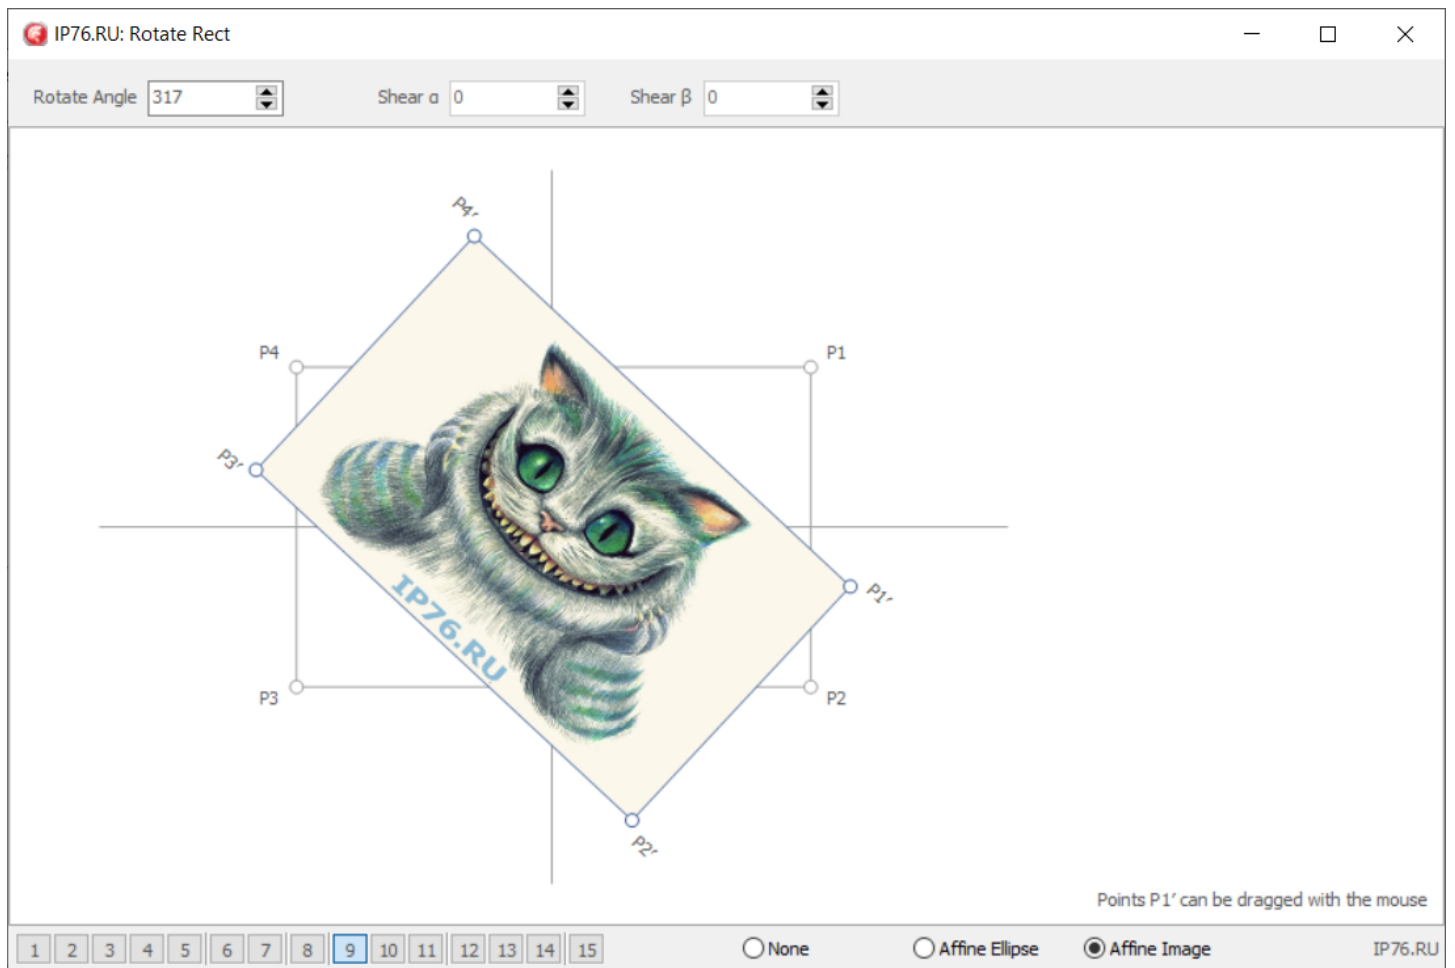 IP76.RU: Rotate Rect
Rotate Angle 317 Shear α 0 Shear β 0
P4′
P4 P1
P3′
P1′
IP76.RU
P3 P2
P2′
Points P1′ can be dragged with the mouse
1 2 3 4 5 6 7 8 9 10 11 12 13 14 15 None Affine Ellipse Affine Image IP76.RU